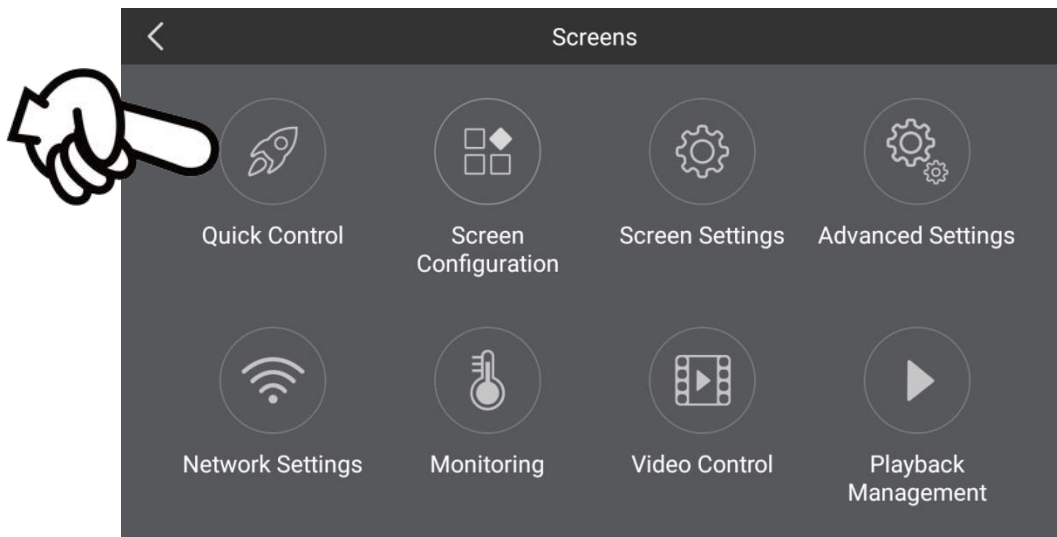 Screens
Quick Control
Screen
Configuration
Screen Settings
Advanced Settings
Network Settings
Monitoring
Video Control
Playback
Management